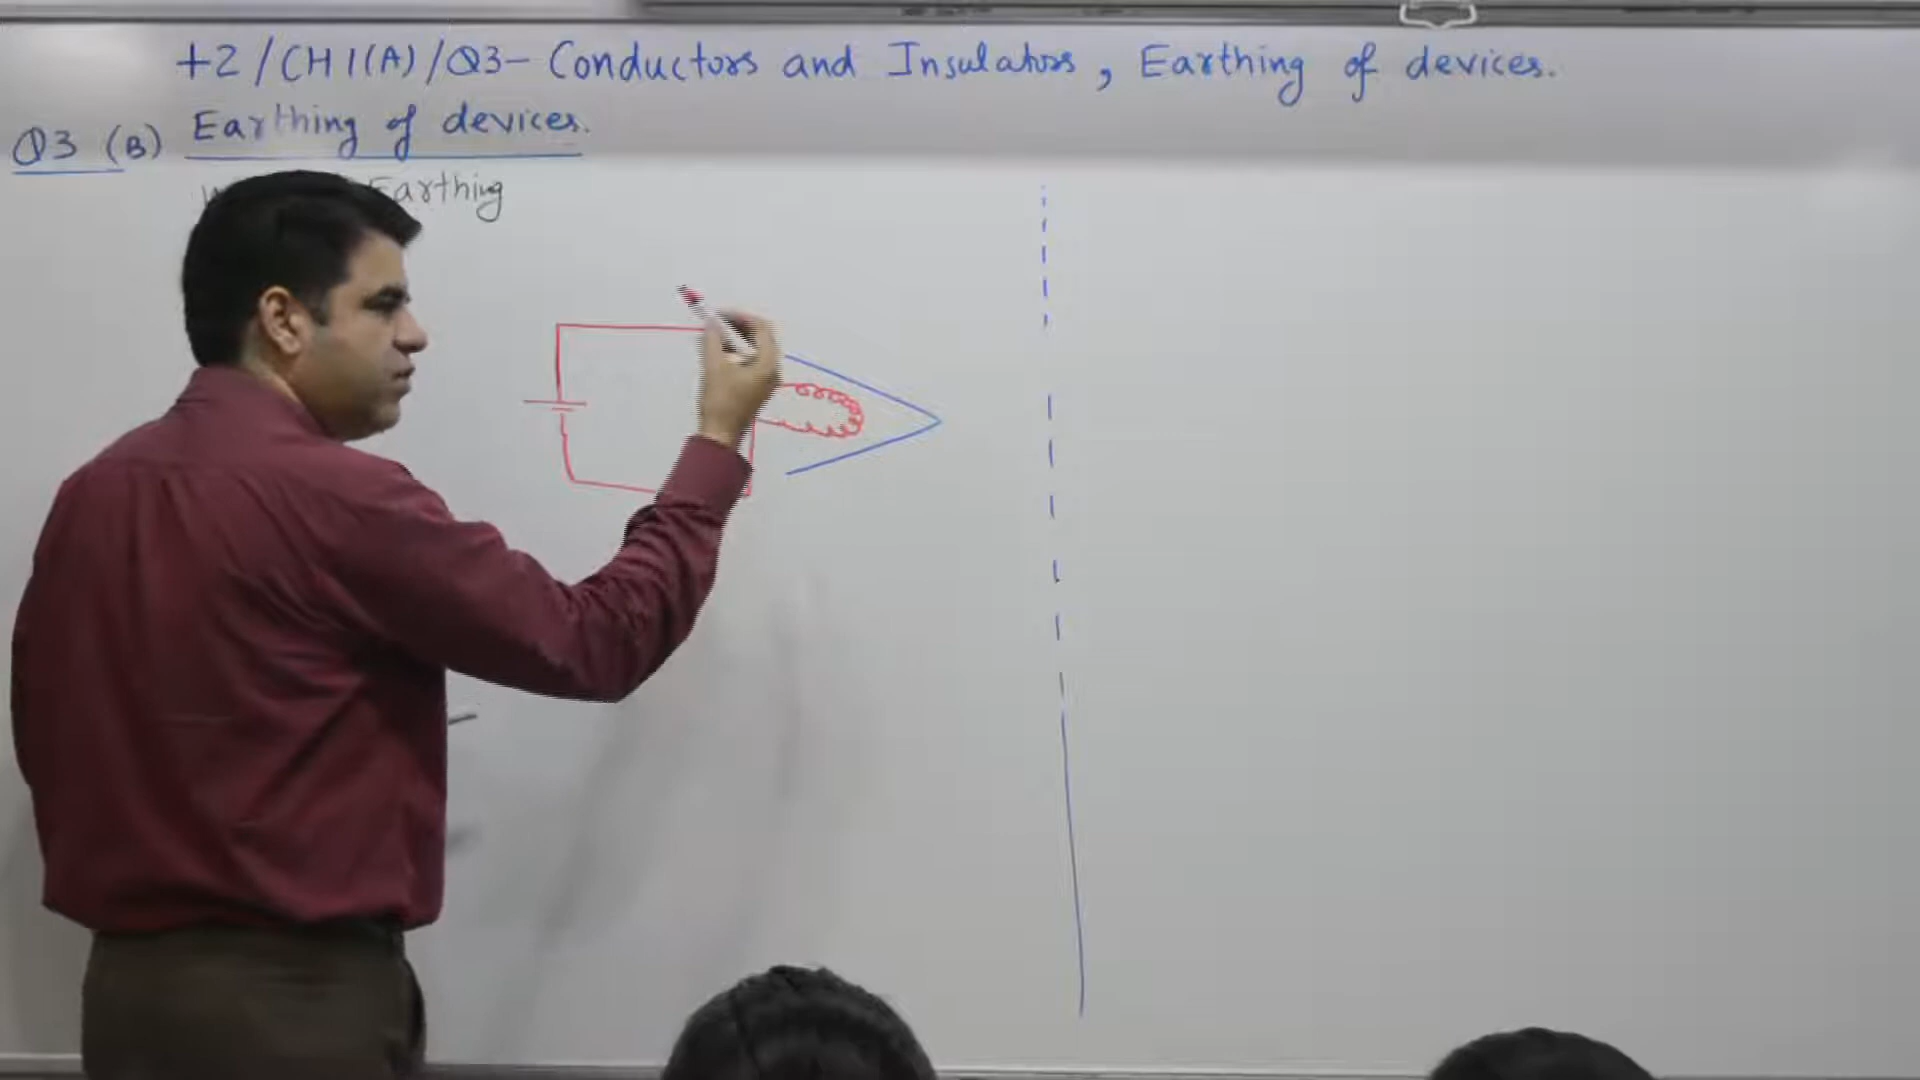 +2/CH1(A)/Q3- Conductors and Insulators, Earthing of devices.
Q3 (B) Earthing of devices.
Earthing